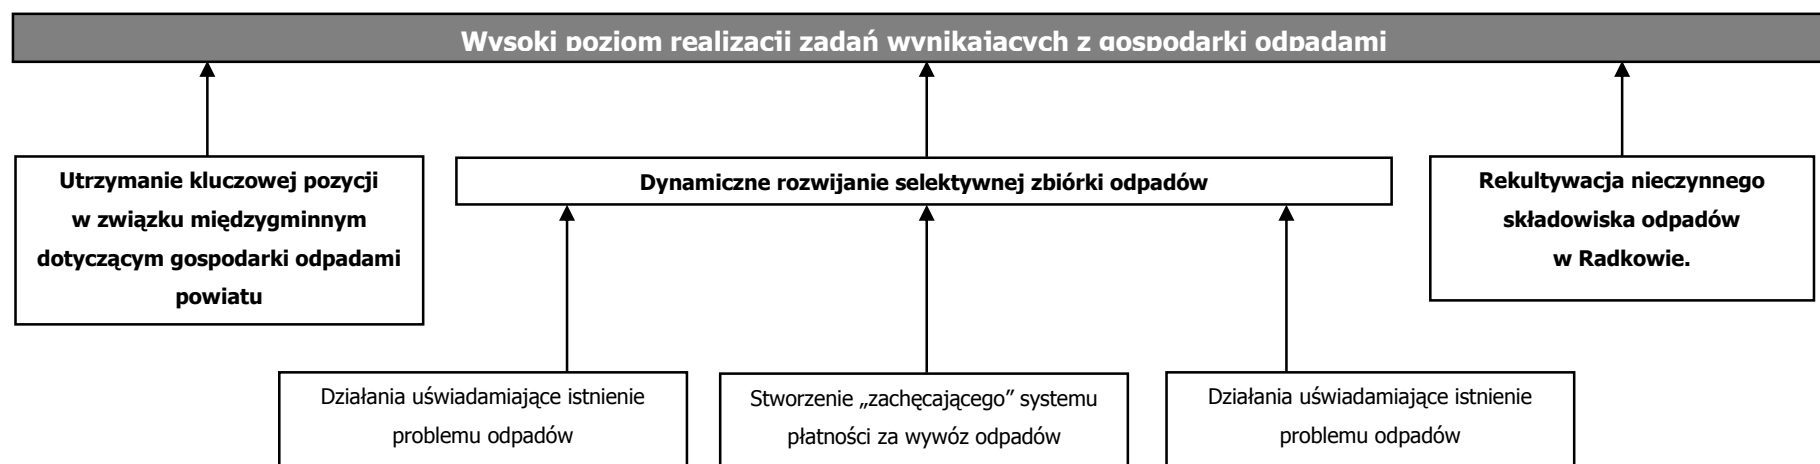 Wysoki poziom realizacji zadań wynikających z gospodarki odpadami
Utrzymanie kluczowej pozycji
w związku międzygminnym
dotyczącym gospodarki odpadami
powiatu
Dynamiczne rozwijanie selektywnej zbiórki odpadów
Rekultywacja nieczynnego
składowiska odpadów
w Radkowie.
Działania uświadamiające istnienie
problemu odpadów
Stworzenie „zachęcającego” systemu
płatności za wywóz odpadów
Działania uświadamiające istnienie
problemu odpadów